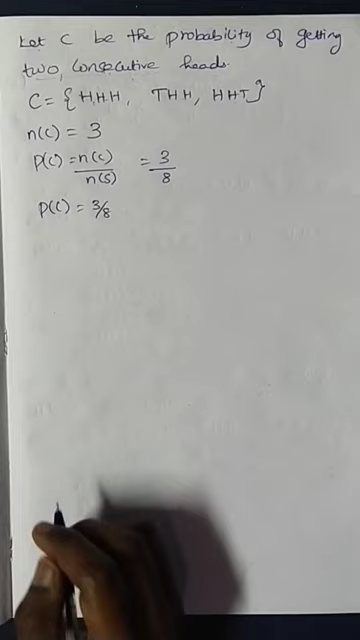 Let C be the probability of getting
two, consecutive heads.
C = { HHH, THH, HHT }
n(C) = 3
P(C) = n(C)/n(S) = 3/8
P(C) = 3/8